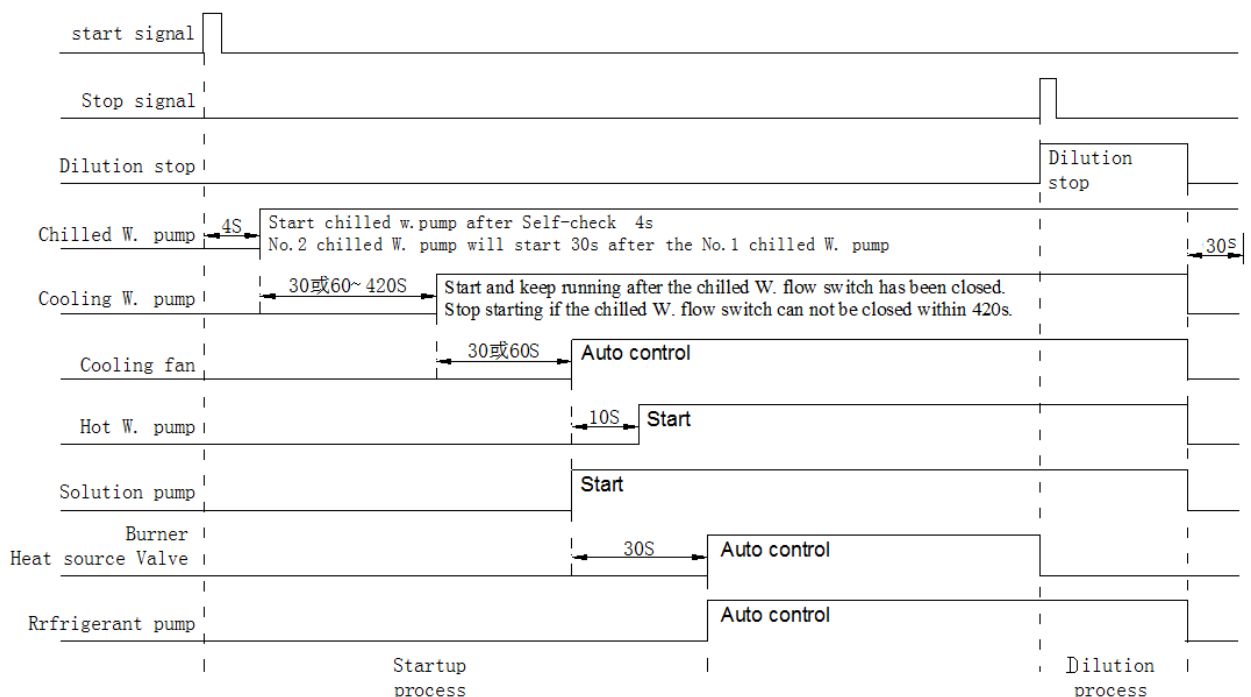 start signal
Stop signal
Dilution stop
Dilution
stop
Chilled W. pump
4S
Start chilled w.pump after Self-check 4s
No.2 chilled W. pump will start 30s after the No.1 chilled W. pump
30s
Cooling W. pump
30或60~420S
Start and keep running after the chilled W. flow switch has been closed.
Stop starting if the chilled W. flow switch can not be closed within 420s.
Cooling fan
30或60S
Auto control
Hot W. pump
10S
Start
Solution pump
Start
Burner
Heat source Valve
30S
Auto control
Rrfrigerant pump
Auto control
Startup
process
Dilution
process